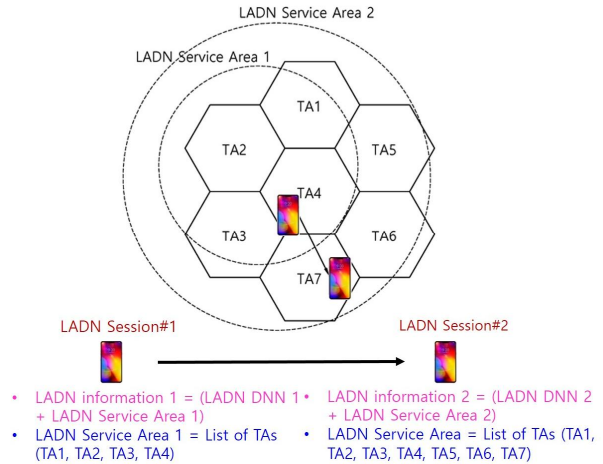 LADN Service Area 2
LADN Service Area 1
TA1
TA2
TA5
TA4
TA3
TA6
TA7
LADN Session#1
LADN Session#2
• LADN information 1 = (LADN DNN 1
+ LADN Service Area 1)
• LADN Service Area 1 = List of TAs
(TA1, TA2, TA3, TA4)
• LADN information 2 = (LADN DNN 2
+ LADN Service Area 2)
• LADN Service Area = List of TAs (TA1,
TA2, TA3, TA4, TA5, TA6, TA7)